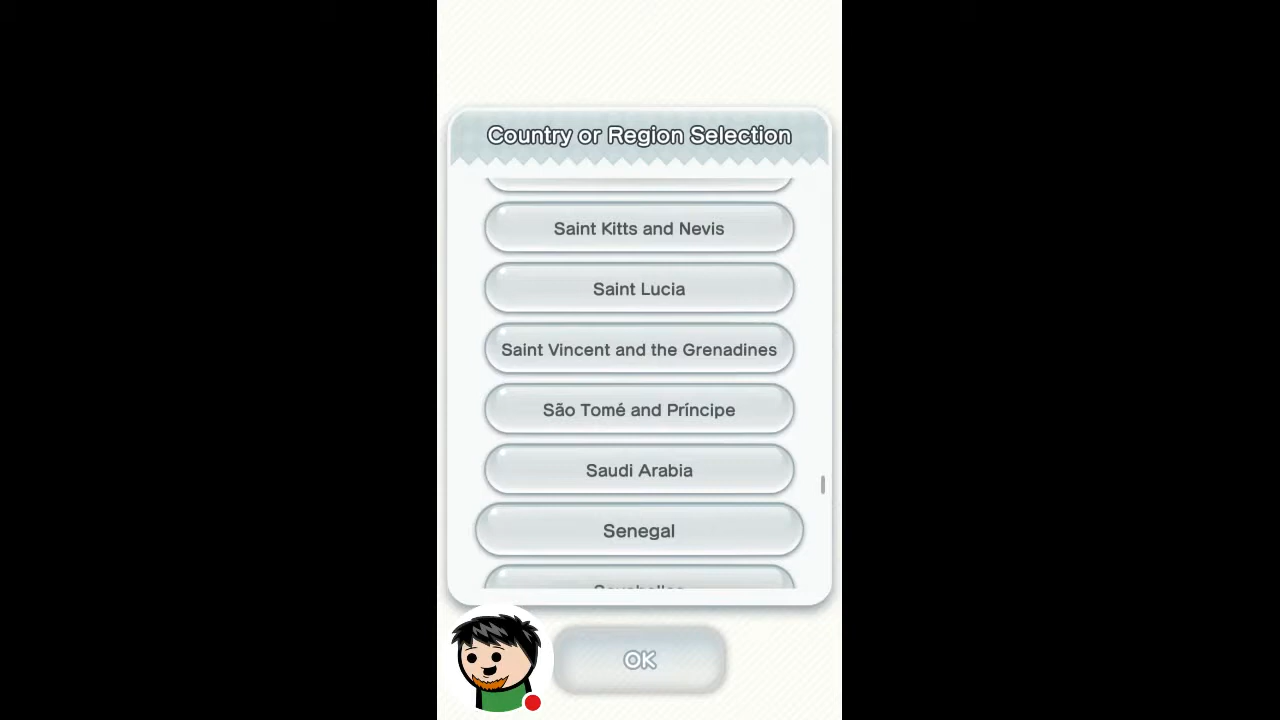 Country or Region Selection
Saint Kitts and Nevis
Saint Lucia
Saint Vincent and the Grenadines
São Tomé and Príncipe
Saudi Arabia
Senegal
OK